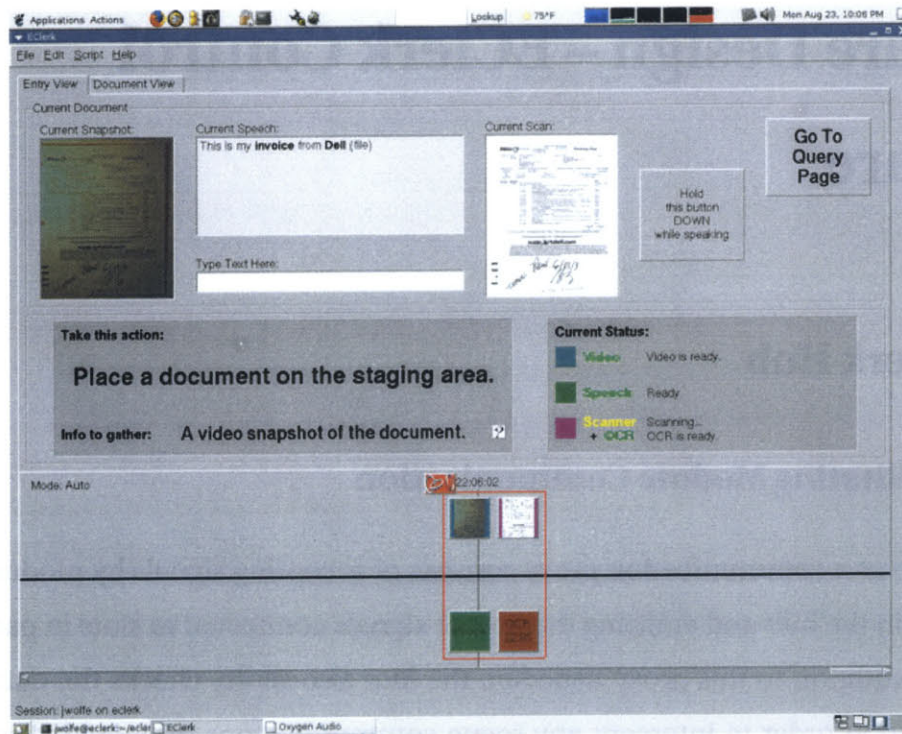 Applications Actions
Lookup 75°F Mon Aug 23, 10:06 PM
EClerk
File Edit Script Help
Entry View Document View
Current Document
Current Snapshot:
Current Speech:
Current Scan:
This is my invoice from Dell (file)
Go To
Query
Page
Hold
this button
DOWN
while speaking
Type Text Here:
Take this action:
Place a document on the staging area.
Info to gather: A video snapshot of the document. ?
Current Status:
Video Video is ready.
Speech Ready
Scanner Scanning...
+ OCR OCR is ready.
Mode: Auto
22:06:02
OCR
Session: jwolfe on eclerk
jwolfe@eclerk:~/ecler EClerk Oxygen Audio